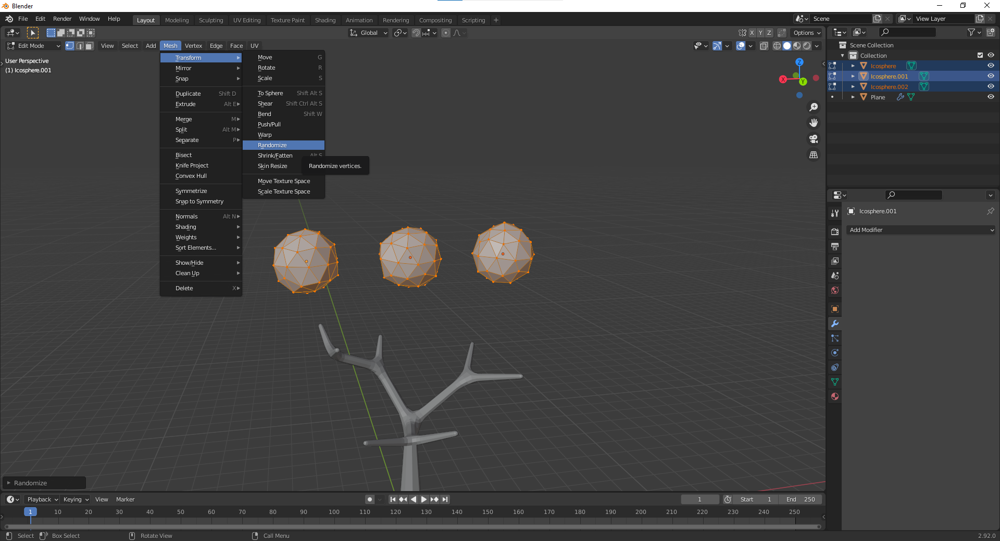 Blender
File Edit Render Window Help
Layout Modeling Sculpting UV Editing Texture Paint Shading Animation Rendering Compositing Scripting +
Scene
View Layer
Global
X Y Z
Options
Edit Mode
View Select Add Mesh Vertex Edge Face UV
User Perspective
(1) Icosphere.001
Transform
Mirror
Snap
Duplicate Shift D
Extrude Alt E
Merge M
Split Alt M
Separate P
Bisect
Knife Project
Convex Hull
Symmetrize
Snap to Symmetry
Normals Alt N
Shading
Weights
Sort Elements...
Show/Hide
Clean Up
Delete X
Move G
Rotate R
Scale S
To Sphere Shift Alt S
Shear Shift Ctrl Alt S
Bend Shift W
Push/Pull
Warp
Randomize
Shrink/Fatten Alt S
Skin Resize
Move Texture Space
Scale Texture Space
Randomize vertices.
Z
X
Y
Scene Collection
Collection
Icosphere
Icosphere.001
Icosphere.002
Plane
Icosphere.001
Add Modifier
Randomize
Playback Keying View Marker
1
Start 1
End 250
1 10 20 30 40 50 60 70 80 90 100 110 120 130 140 150 160 170 180 190 200 210 220 230 240 250
Select Box Select Rotate View Call Menu
2.92.0